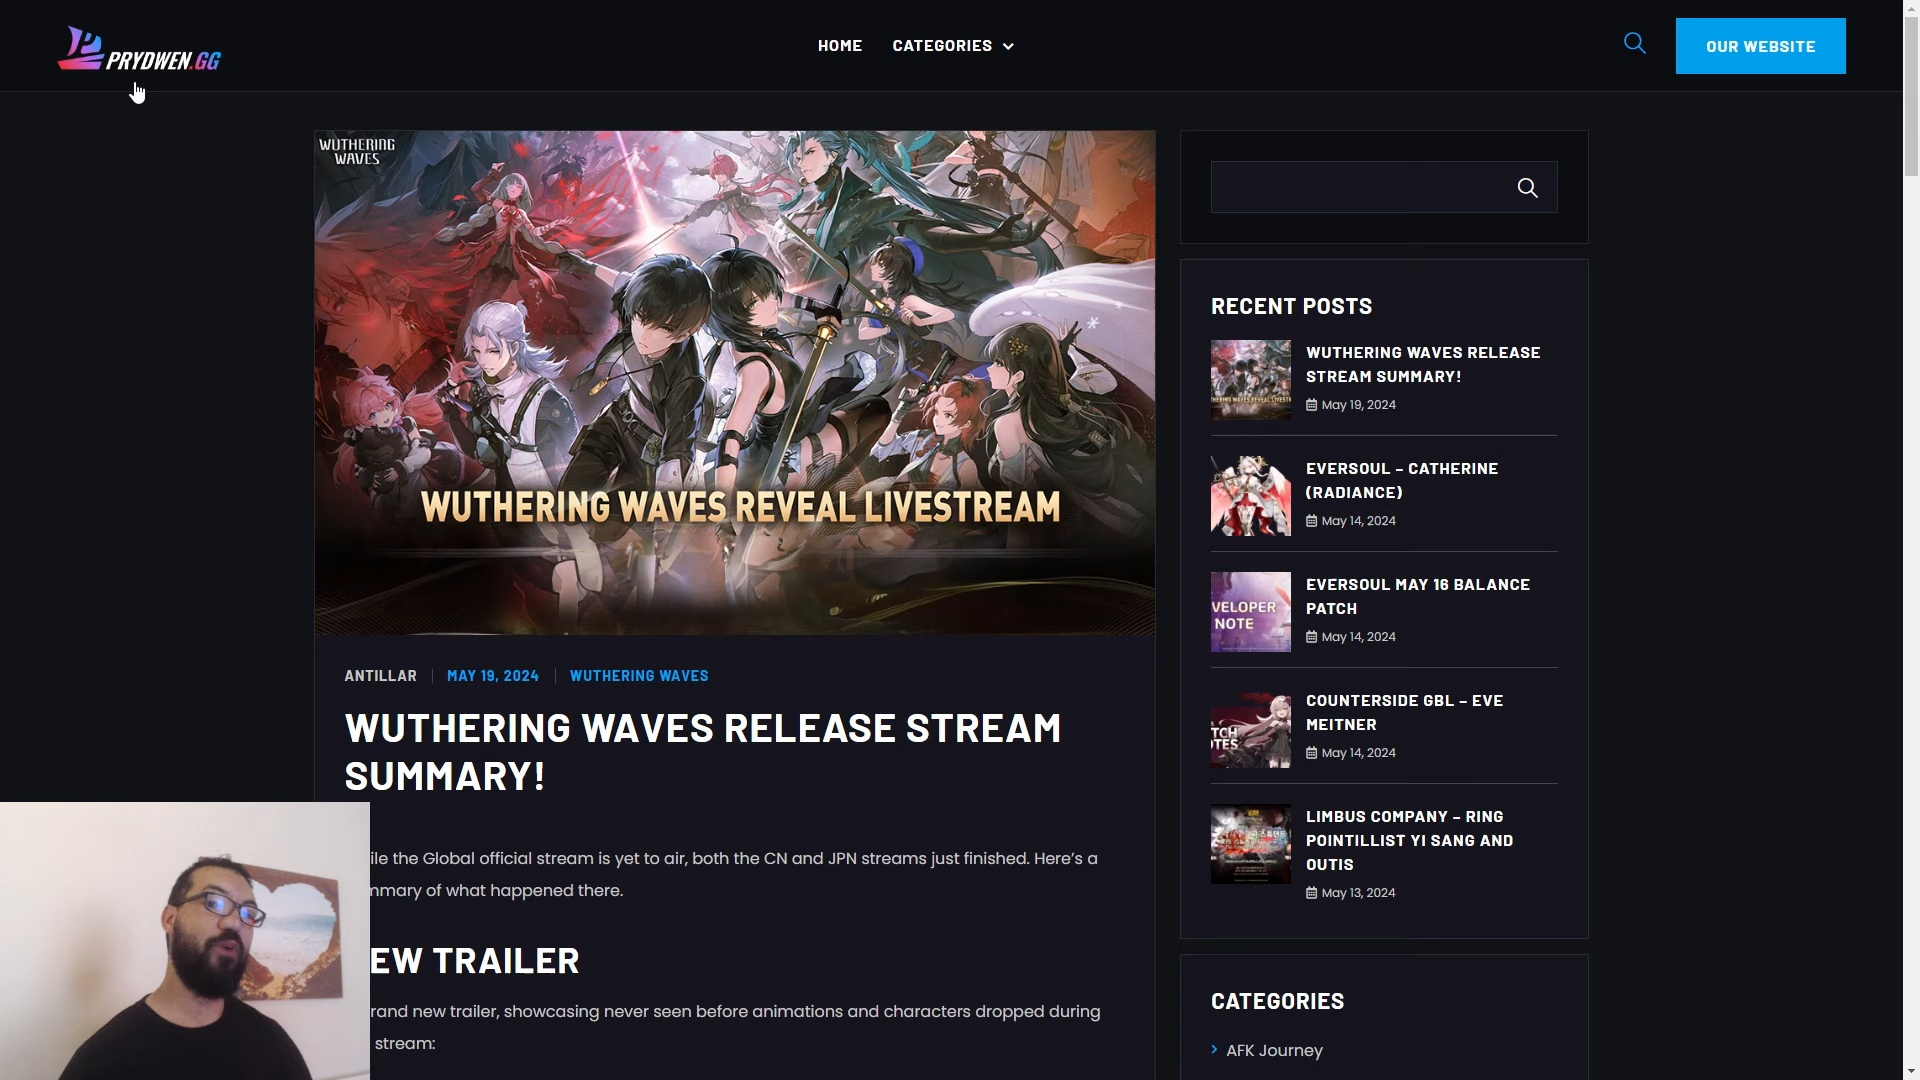 PRYDWEN.GG
HOME
CATEGORIES
OUR WEBSITE
WUTHERING
WAVES
WUTHERING WAVES REVEAL LIVESTREAM
ANTILLAR
MAY 19, 2024
WUTHERING WAVES
WUTHERING WAVES RELEASE STREAM
SUMMARY!
ile the Global official stream is yet to air, both the CN and JPN streams just finished. Here's a
mmary of what happened there.
EW TRAILER
rand new trailer, showcasing never seen before animations and characters dropped during
stream:
RECENT POSTS
WUTHERING WAVES RELEASE
STREAM SUMMARY!
May 19, 2024
EVERSOUL – CATHERINE
(RADIANCE)
May 14, 2024
VELOPER
NOTE
EVERSOUL MAY 16 BALANCE
PATCH
May 14, 2024
TCH
OTES
COUNTERSIDE GBL – EVE
MEITNER
May 14, 2024
LIMBUS COMPANY – RING
POINTILLIST YI SANG AND
OUTIS
May 13, 2024
CATEGORIES
AFK Journey